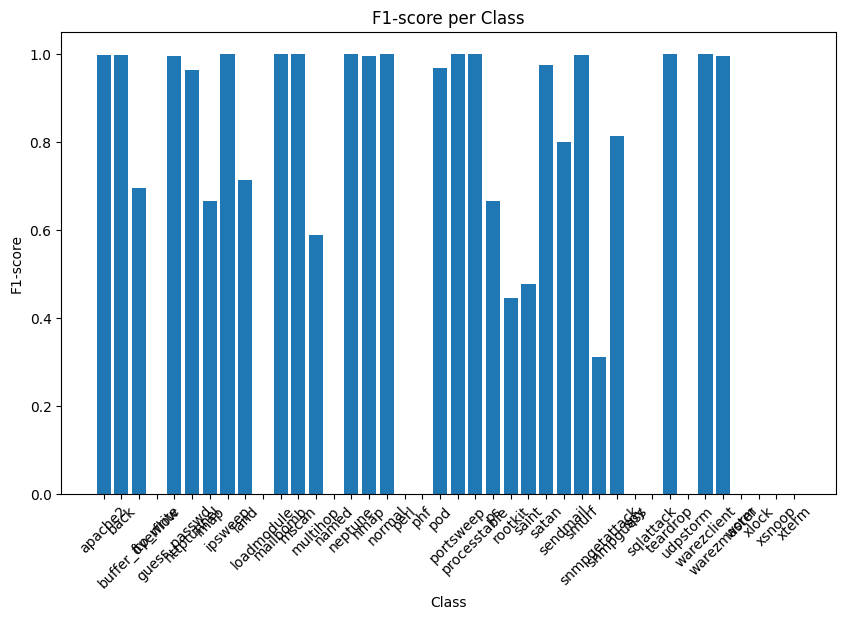 F1-score per Class
F1-score
1.0
0.8
0.6
0.4
0.2
0.0
apache2
back
buffer_overflow
ftp_write
guess_passwd
httptunnel
imap
ipsweep
land
loadmodule
mailbomb
mscan
multihop
named
neptune
nmap
normal
perl
phf
pod
portsweep
processtable
ps
rootkit
saint
satan
sendmail
smurf
snmpgetattack
snmpguess
spy
sqlattack
teardrop
udpstorm
warezclient
warezmaster
worm
xlock
xsnoop
xterm
Class